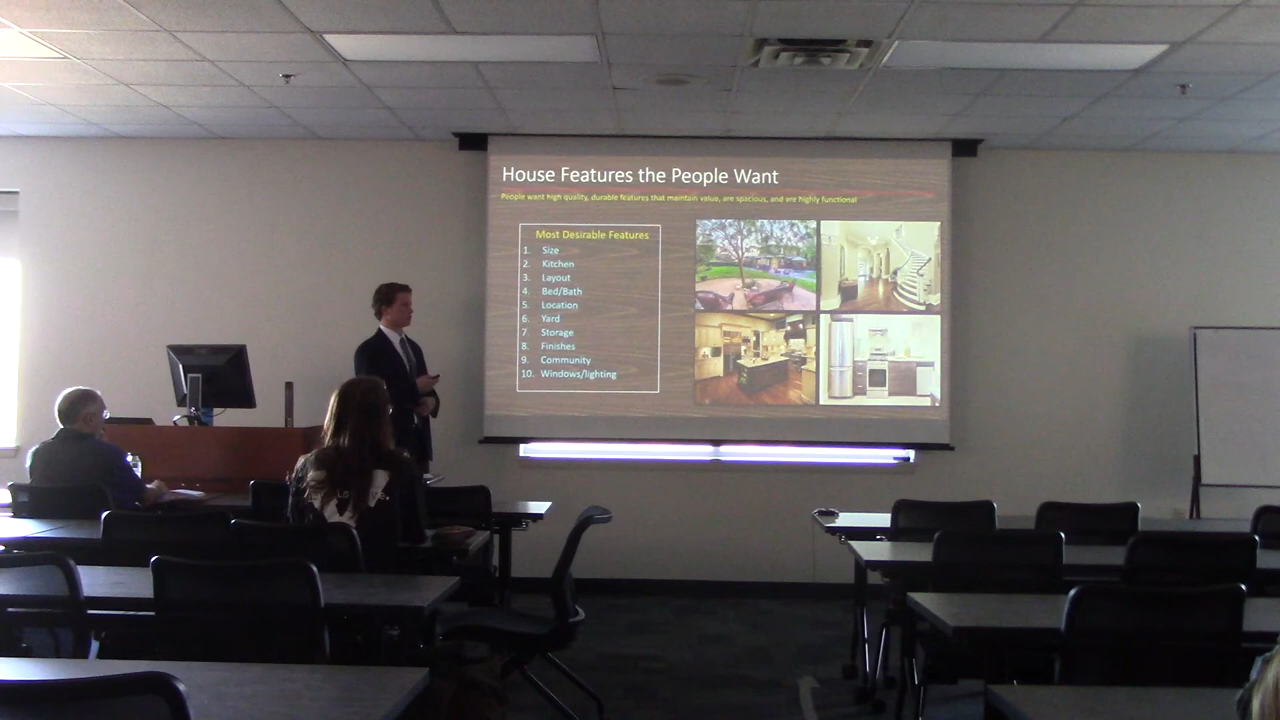 House Features the People Want
People want high quality, durable features that maintain value, are spacious, and are highly functional
Most Desirable Features
1. Size
2. Kitchen
3. Layout
4. Bed/Bath
5. Location
6. Yard
7. Storage
8. Finishes
9. Community
10. Windows/lighting